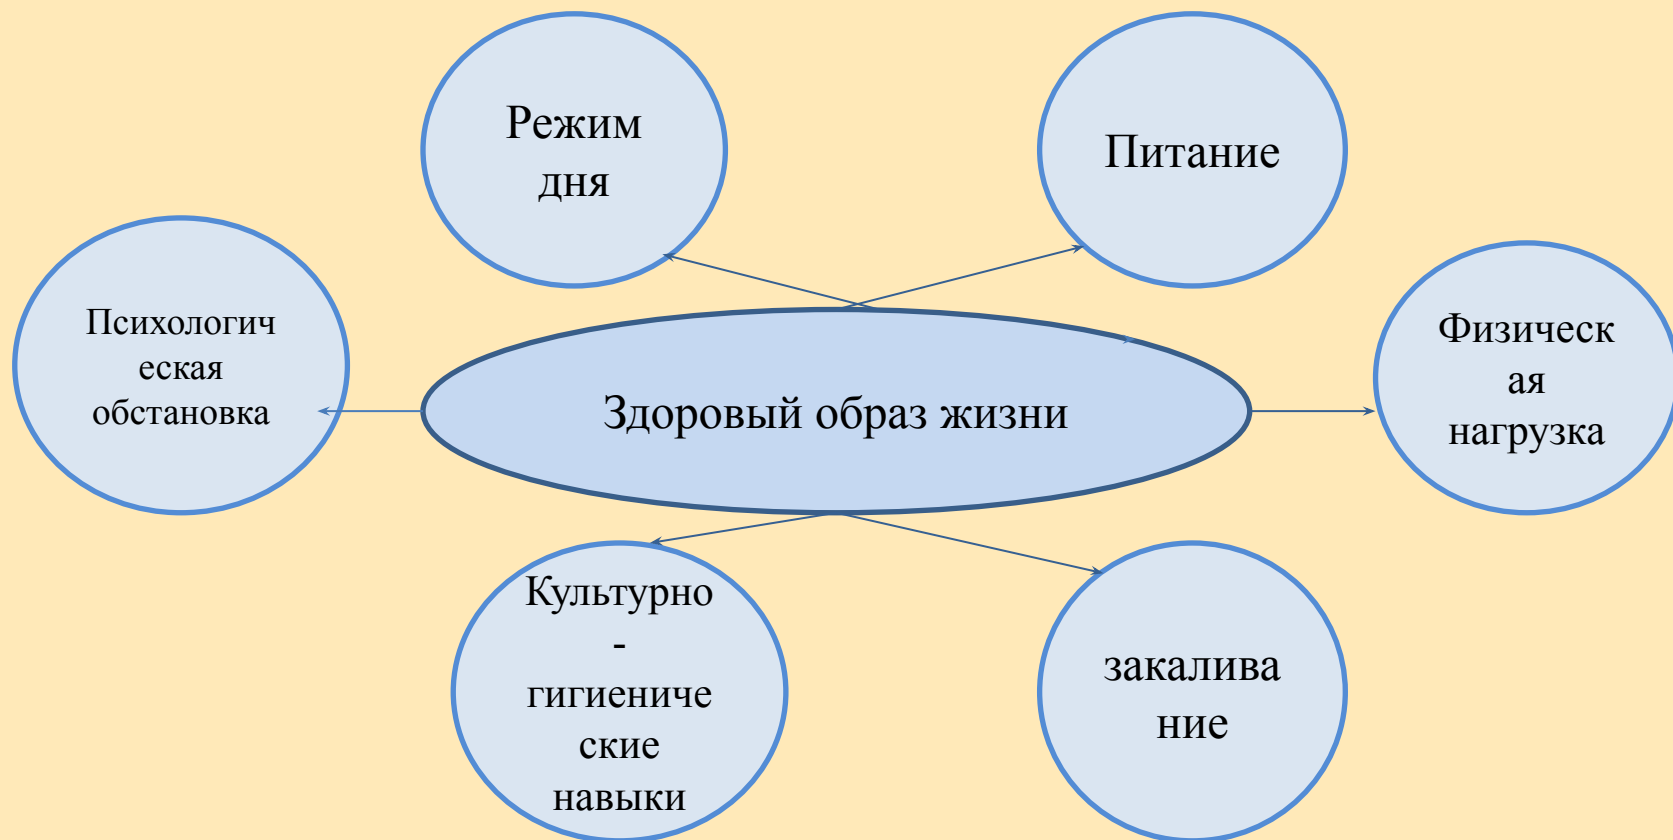 Режим
дня
Питание
Психологич
еская
обстановка
Здоровый образ жизни
Физическ
ая
нагрузка
Культурно
-
гигиениче
ские
навыки
закалива
ние